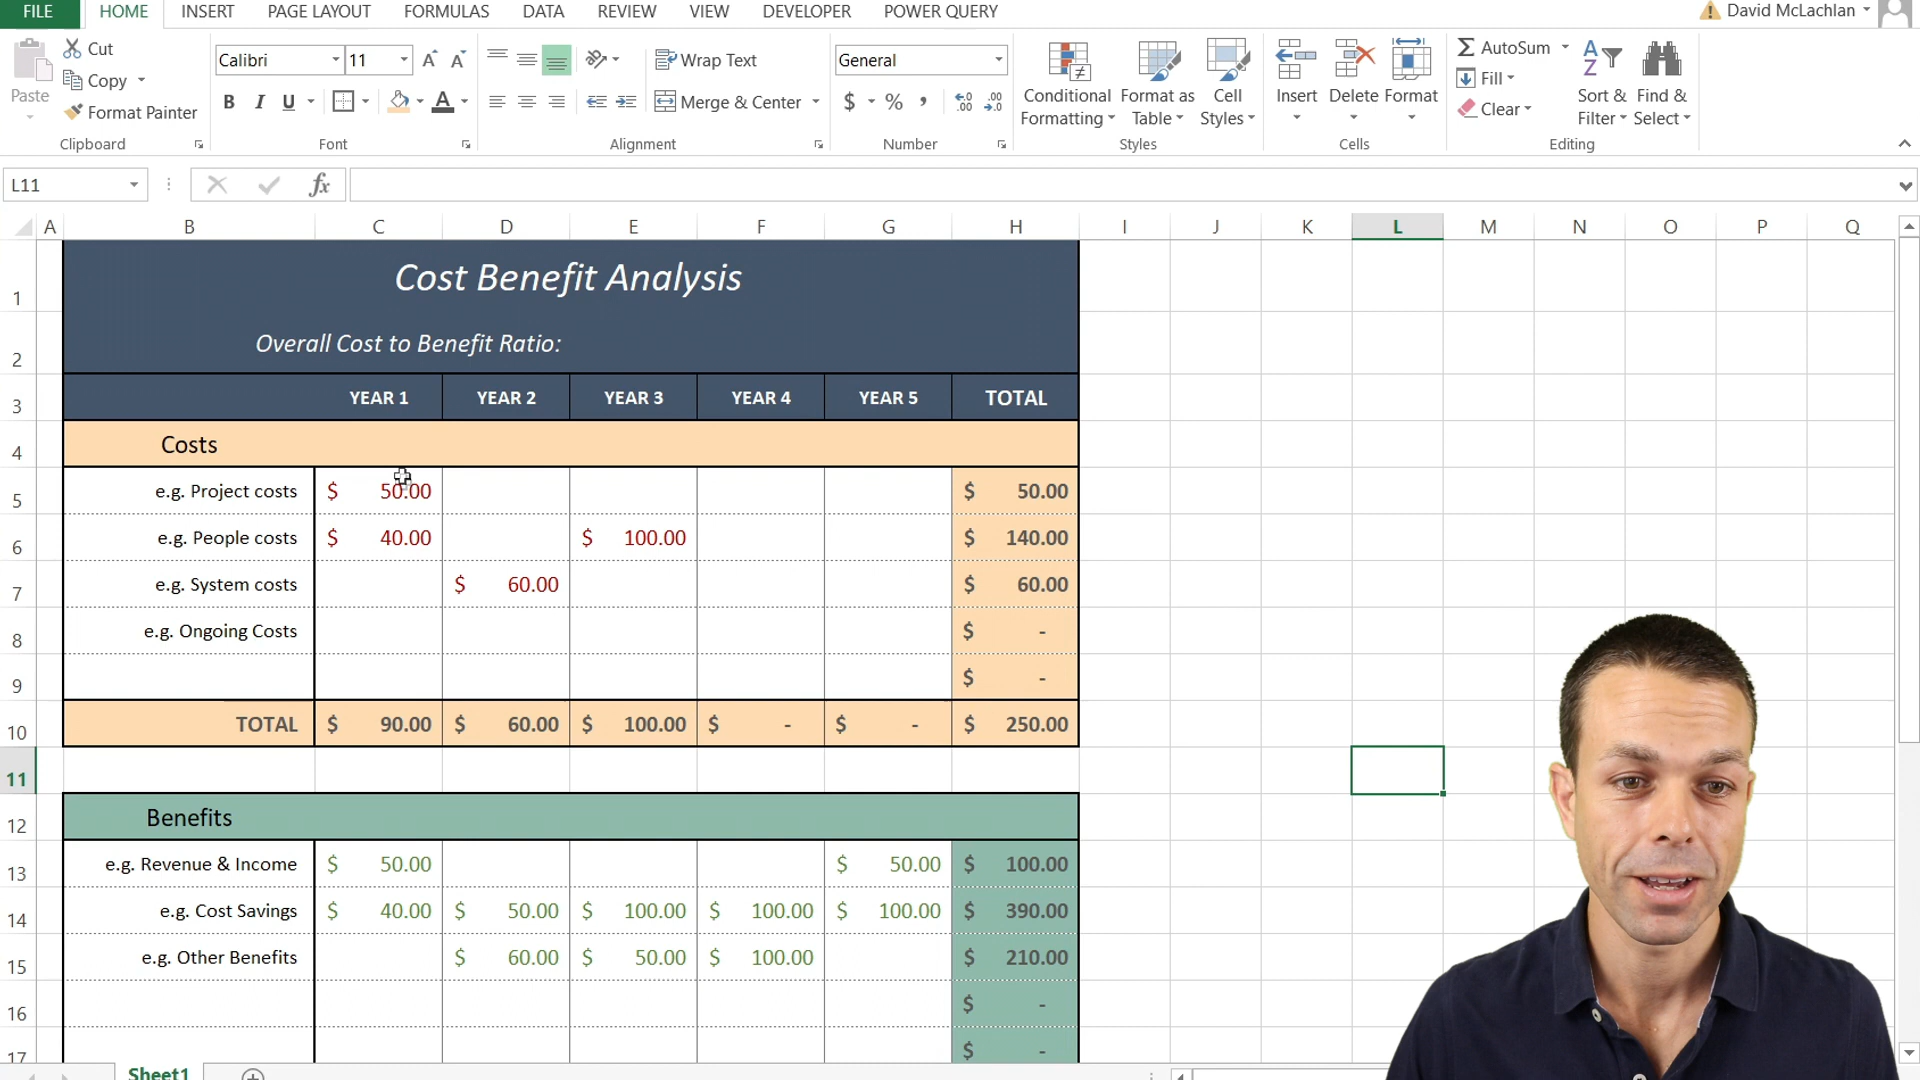 FILE HOME INSERT PAGE LAYOUT FORMULAS DATA REVIEW VIEW DEVELOPER POWER QUERY David McLachlan
Paste Cut Copy Format Painter Clipboard
Calibri 11 A A B I U A Font
Wrap Text Merge & Center Alignment
General $ % , .00 Number
Conditional Formatting Format as Table Cell Styles Styles
Insert Delete Format Cells
AutoSum Fill Clear Sort & Filter Find & Select Editing
L11 fx
A B C D E F G H I J K L M N O P Q
1 Cost Benefit Analysis
2 Overall Cost to Benefit Ratio:
3 YEAR 1 YEAR 2 YEAR 3 YEAR 4 YEAR 5 TOTAL
4 Costs
5 e.g. Project costs $ 50.00 $ 50.00
6 e.g. People costs $ 40.00 $ 100.00 $ 140.00
7 e.g. System costs $ 60.00 $ 60.00
8 e.g. Ongoing Costs $ -
9 $ -
10 TOTAL $ 90.00 $ 60.00 $ 100.00 $ - $ - $ 250.00
11
12 Benefits
13 e.g. Revenue & Income $ 50.00 $ 50.00 $ 100.00
14 e.g. Cost Savings $ 40.00 $ 50.00 $ 100.00 $ 100.00 $ 100.00 $ 390.00
15 e.g. Other Benefits $ 60.00 $ 50.00 $ 100.00 $ 210.00
16 $ -
17 $ -
Sheet1